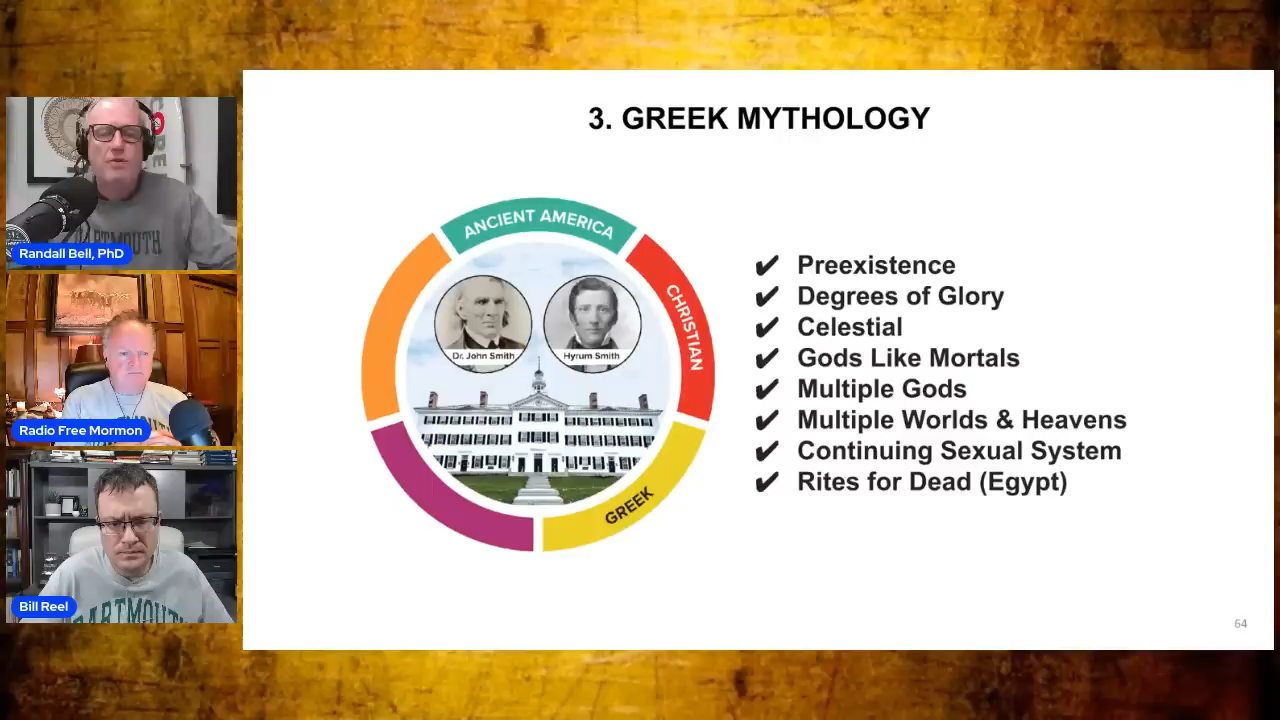 3. GREEK MYTHOLOGY
ANCIENT AMERICA
CHRISTIAN
GREEK
Dr. John Smith
Hyrum Smith
✔ Preexistence
✔ Degrees of Glory
✔ Celestial
✔ Gods Like Mortals
✔ Multiple Gods
✔ Multiple Worlds & Heavens
✔ Continuing Sexual System
✔ Rites for Dead (Egypt)
64
DARTMOUTH
Randall Bell, PhD
Radio Free Mormon
DARTMOUTH
Bill Reel